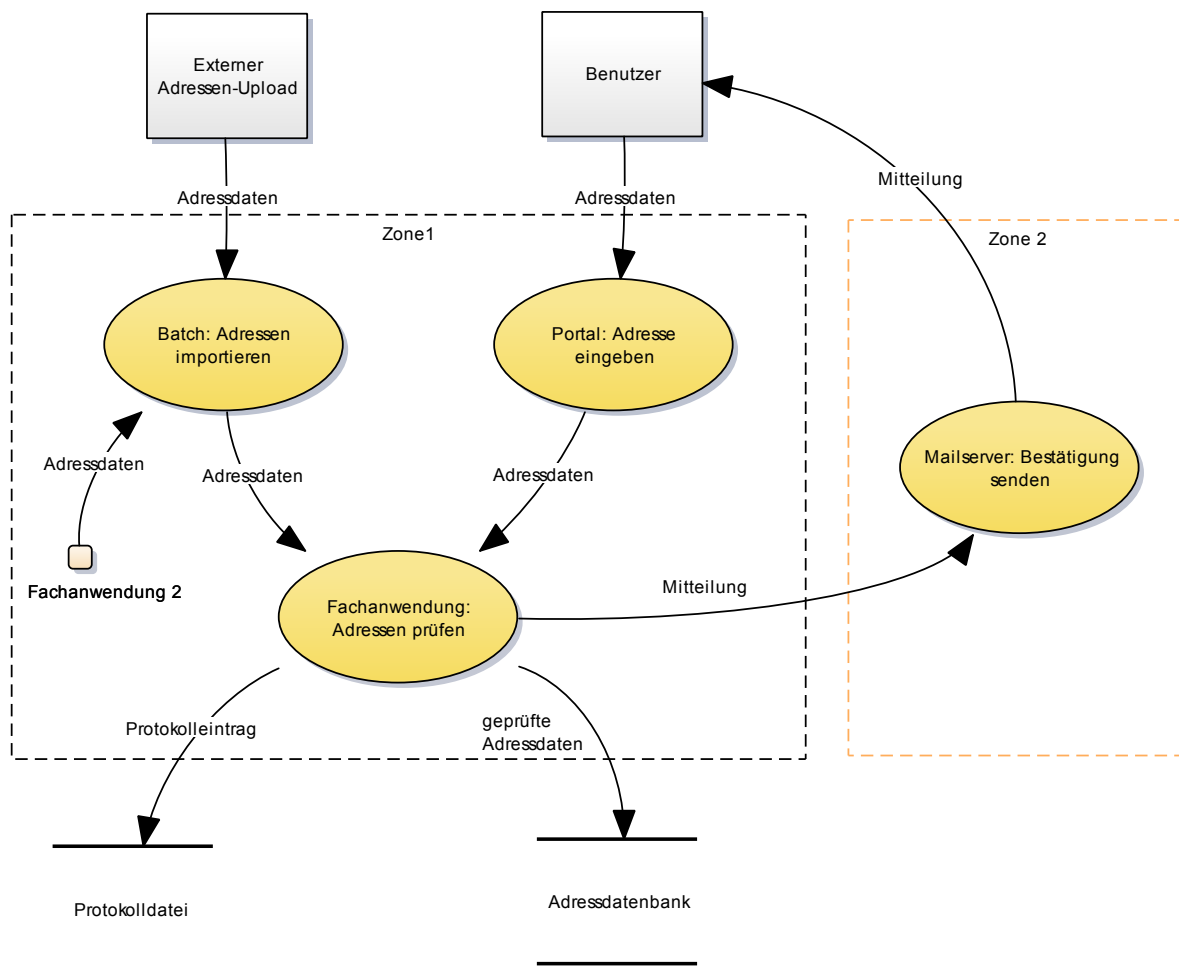 Externer
Adressen-Upload
Benutzer
Mitteilung
Adressdaten
Adressdaten
Zone1
Zone 2
Batch: Adressen
importieren
Portal: Adresse
eingeben
Mailserver: Bestätigung
senden
Adressdaten
Adressdaten
Adressdaten
Fachanwendung 2
Mitteilung
Fachanwendung:
Adressen prüfen
Protokolleintrag
geprüfte
Adressdaten
Protokolldatei
Adressdatenbank